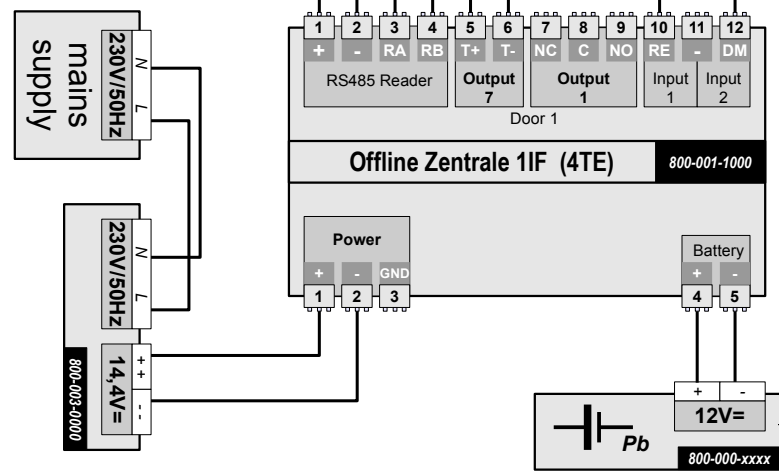 mains
supply
230V/50Hz
N
L
230V/50Hz
N
L
14,4V=
+ +
- -
800-003-0000
1 2 3 4 5 6 7 8 9 10 11 12
+ - RA RB T+ T- NC C NO RE - DM
RS485 Reader
Output
7
Output
1
Input
1
Input
2
Door 1
Offline Zentrale 1IF (4TE)
800-001-1000
Power
+ - GND
1 2 3
Battery
+ -
4 5
+ -
12V=
Pb
800-000-xxxx